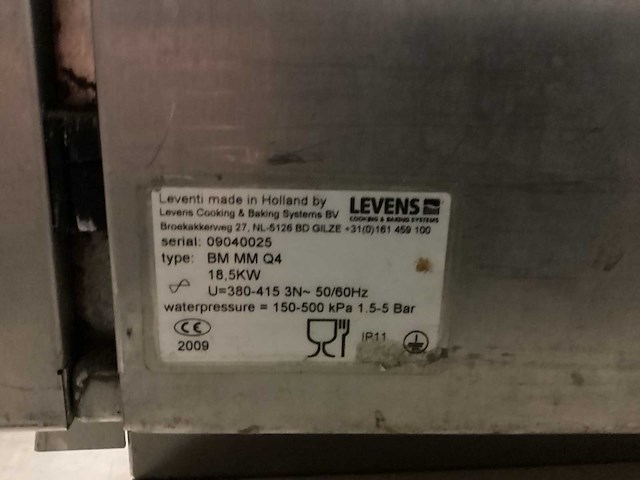 Leventi made in Holland by
LEVENS
Levens Cooking & Baking Systems BV
COOKING & BAKING SYSTEMS
Broekakkerweg 27, NL-5126 BD GILZE +31(0)161 459 100
serial: 09040025
type: BM MM Q4
18,5KW
U=380-415 3N~ 50/60Hz
waterpressure = 150-500 kPa 1.5-5 Bar
CE
2009
IP11